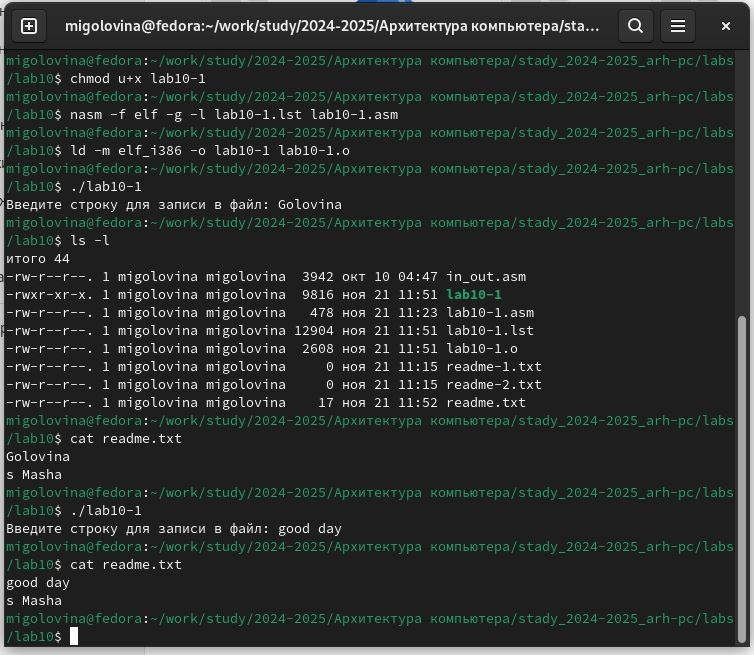 migolovina@fedora:~/work/study/2024-2025/Архитектура компьютера/sta...
migolovina@fedora:~/work/study/2024-2025/Архитектура компьютера/stady_2024-2025_arh-pc/labs
/lab10$ chmod u+x lab10-1
migolovina@fedora:~/work/study/2024-2025/Архитектура компьютера/stady_2024-2025_arh-pc/labs
/lab10$ nasm -f elf -g -l lab10-1.lst lab10-1.asm
migolovina@fedora:~/work/study/2024-2025/Архитектура компьютера/stady_2024-2025_arh-pc/labs
/lab10$ ld -m elf_i386 -o lab10-1 lab10-1.o
migolovina@fedora:~/work/study/2024-2025/Архитектура компьютера/stady_2024-2025_arh-pc/labs
/lab10$ ./lab10-1
Введите строку для записи в файл: Golovina
migolovina@fedora:~/work/study/2024-2025/Архитектура компьютера/stady_2024-2025_arh-pc/labs
/lab10$ ls -l
итого 44
-rw-r--r--. 1 migolovina migolovina  3942 окт 10 04:47 in_out.asm
-rwxr-xr-x. 1 migolovina migolovina  9816 ноя 21 11:51 lab10-1
-rw-r--r--. 1 migolovina migolovina   478 ноя 21 11:23 lab10-1.asm
-rw-r--r--. 1 migolovina migolovina 12904 ноя 21 11:51 lab10-1.lst
-rw-r--r--. 1 migolovina migolovina  2608 ноя 21 11:51 lab10-1.o
-rw-r--r--. 1 migolovina migolovina     0 ноя 21 11:15 readme-1.txt
-rw-r--r--. 1 migolovina migolovina     0 ноя 21 11:15 readme-2.txt
-rw-r--r--. 1 migolovina migolovina    17 ноя 21 11:52 readme.txt
migolovina@fedora:~/work/study/2024-2025/Архитектура компьютера/stady_2024-2025_arh-pc/labs
/lab10$ cat readme.txt
Golovina
s Masha
migolovina@fedora:~/work/study/2024-2025/Архитектура компьютера/stady_2024-2025_arh-pc/labs
/lab10$ ./lab10-1
Введите строку для записи в файл: good day
migolovina@fedora:~/work/study/2024-2025/Архитектура компьютера/stady_2024-2025_arh-pc/labs
/lab10$ cat readme.txt
good day
s Masha
migolovina@fedora:~/work/study/2024-2025/Архитектура компьютера/stady_2024-2025_arh-pc/labs
/lab10$